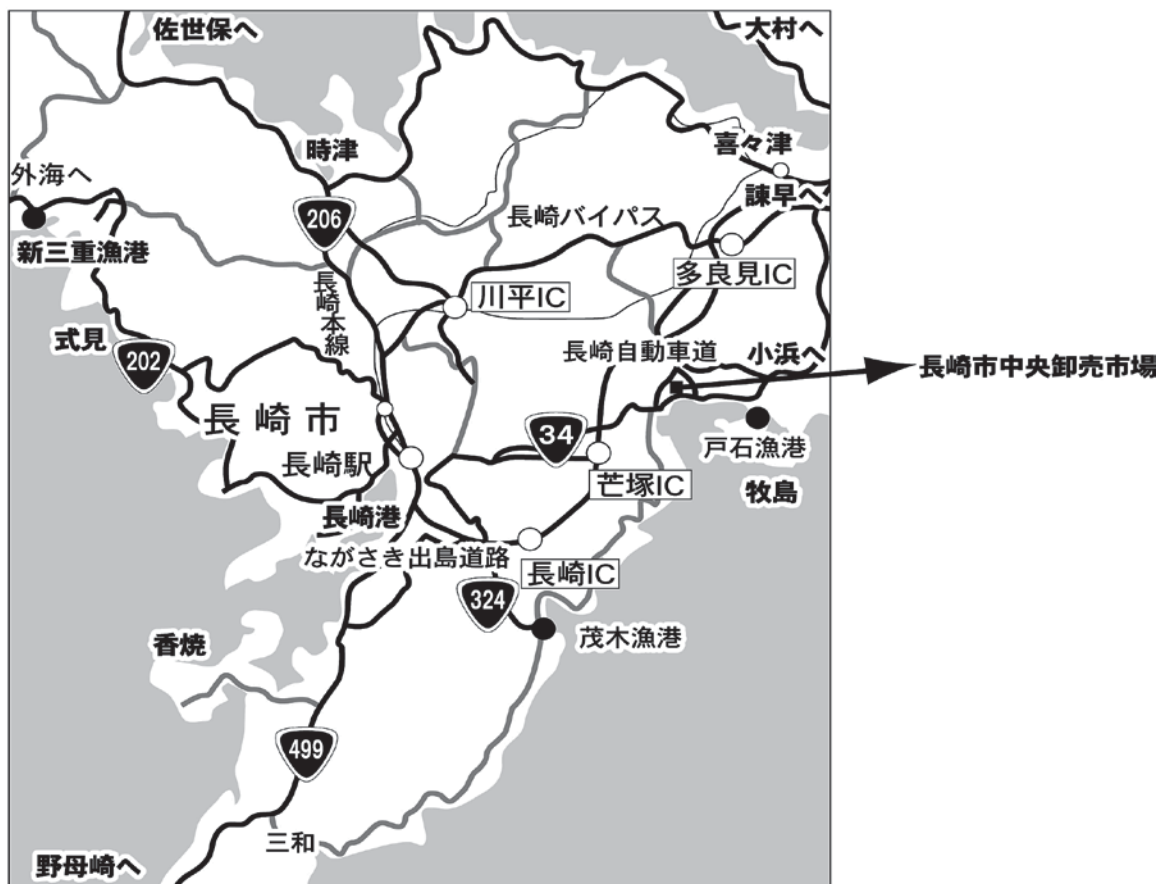 佐世保へ
大村へ
時津
喜々津
外海へ
諫早へ
206
長崎バイパス
新三重漁港
多良見IC
長崎本線
川平IC
式見
202
長崎自動車道
小浜へ
長崎市中央卸売市場
長崎市
34
戸石漁港
長崎駅
芒塚IC
牧島
長崎港
ながさき出島道路
長崎IC
324
香焼
茂木漁港
499
三和
野母崎へ